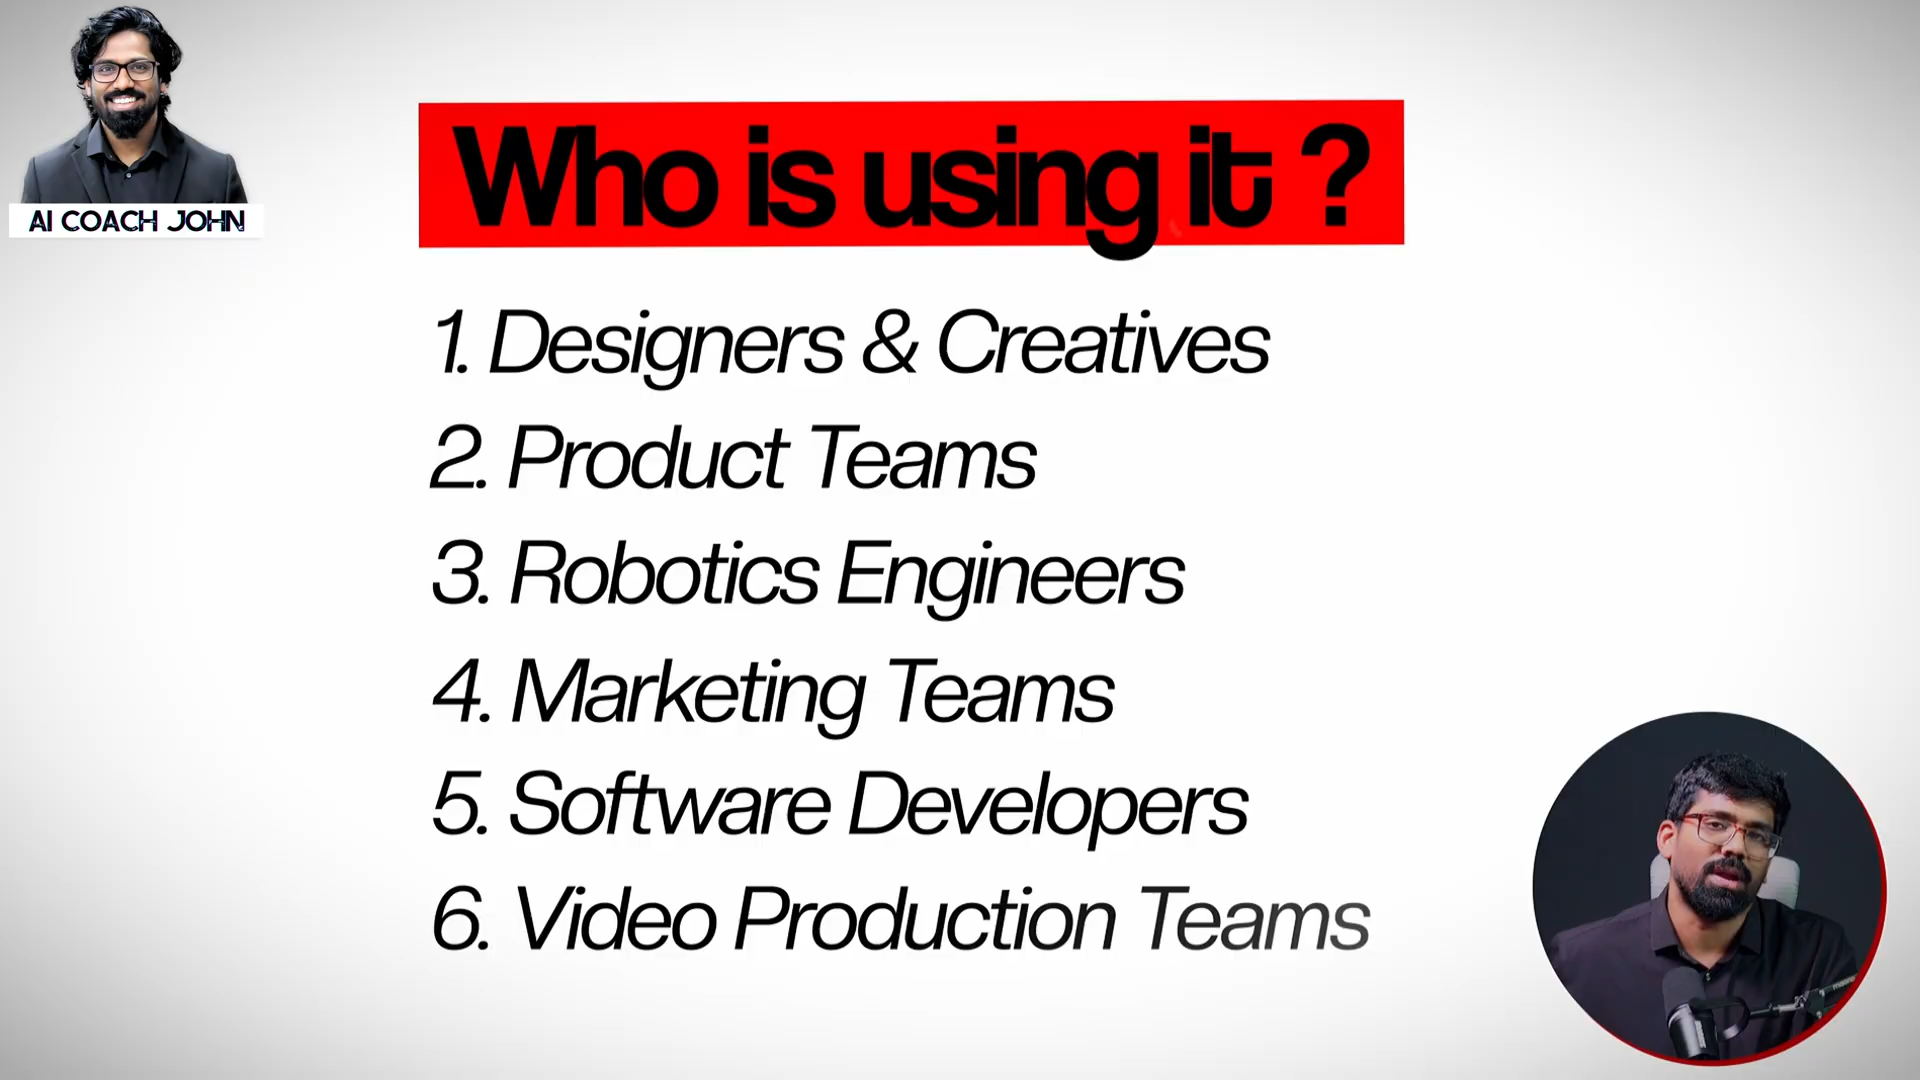 AI COACH JOHN
Who is using it ?
1. Designers & Creatives
2. Product Teams
3. Robotics Engineers
4. Marketing Teams
5. Software Developers
6. Video Production Teams